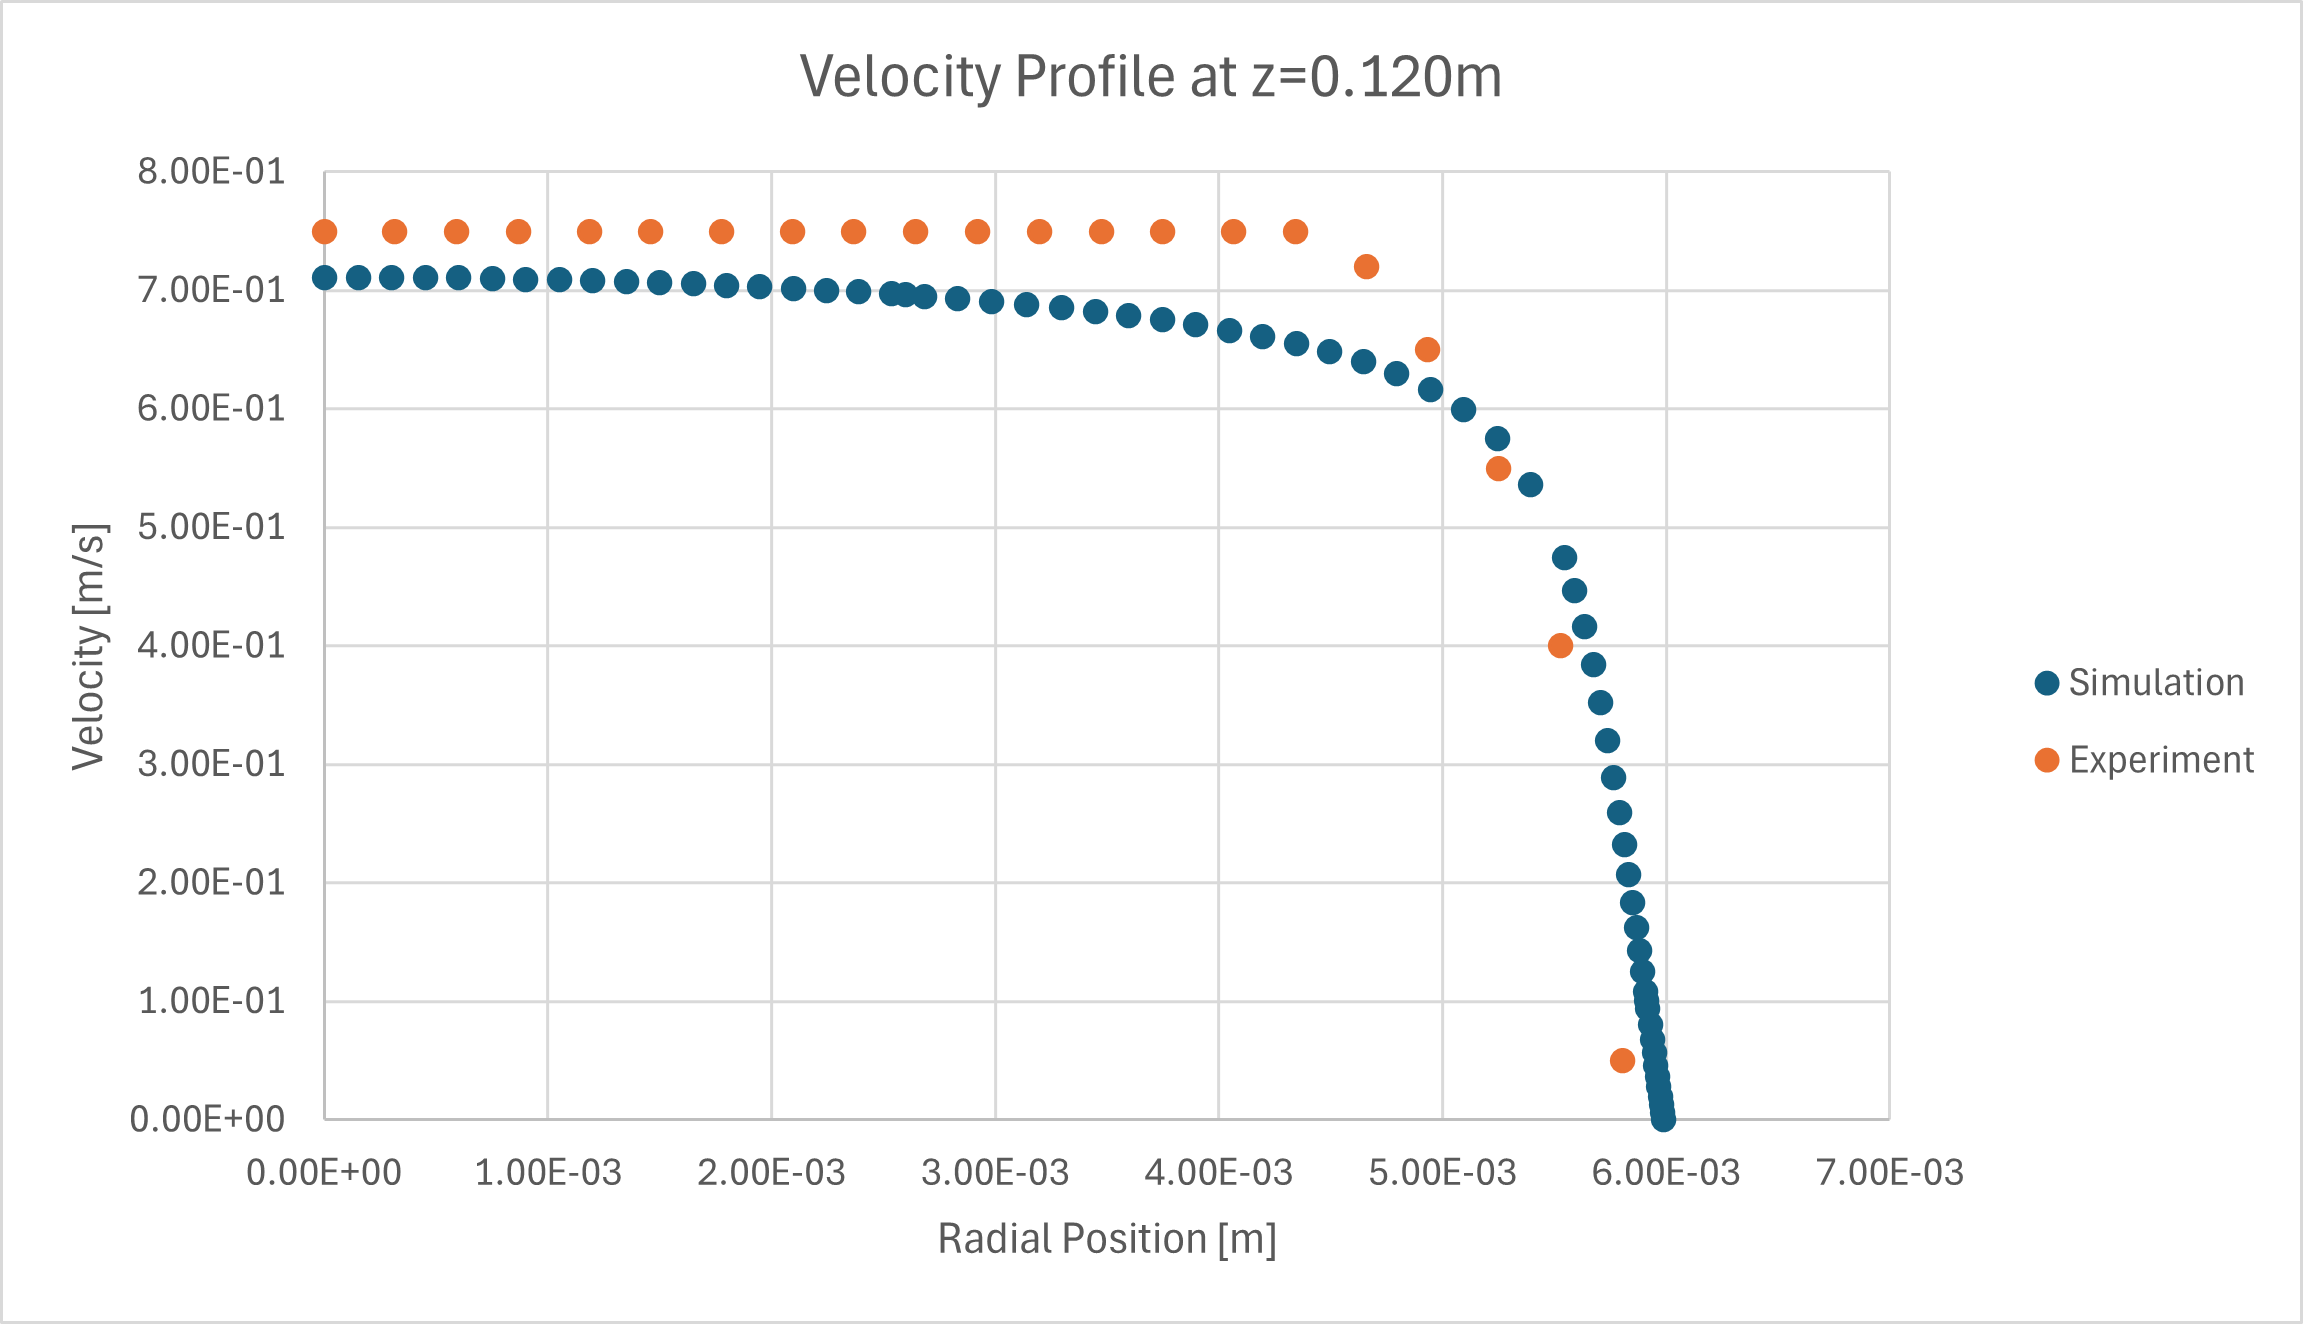 Velocity Profile at z=0.120m
8.00E-01
7.00E-01
6.00E-01
5.00E-01
4.00E-01
3.00E-01
2.00E-01
1.00E-01
0.00E+00
Velocity [m/s]
0.00E+00 1.00E-03 2.00E-03 3.00E-03 4.00E-03 5.00E-03 6.00E-03 7.00E-03
Radial Position [m]
Simulation
Experiment